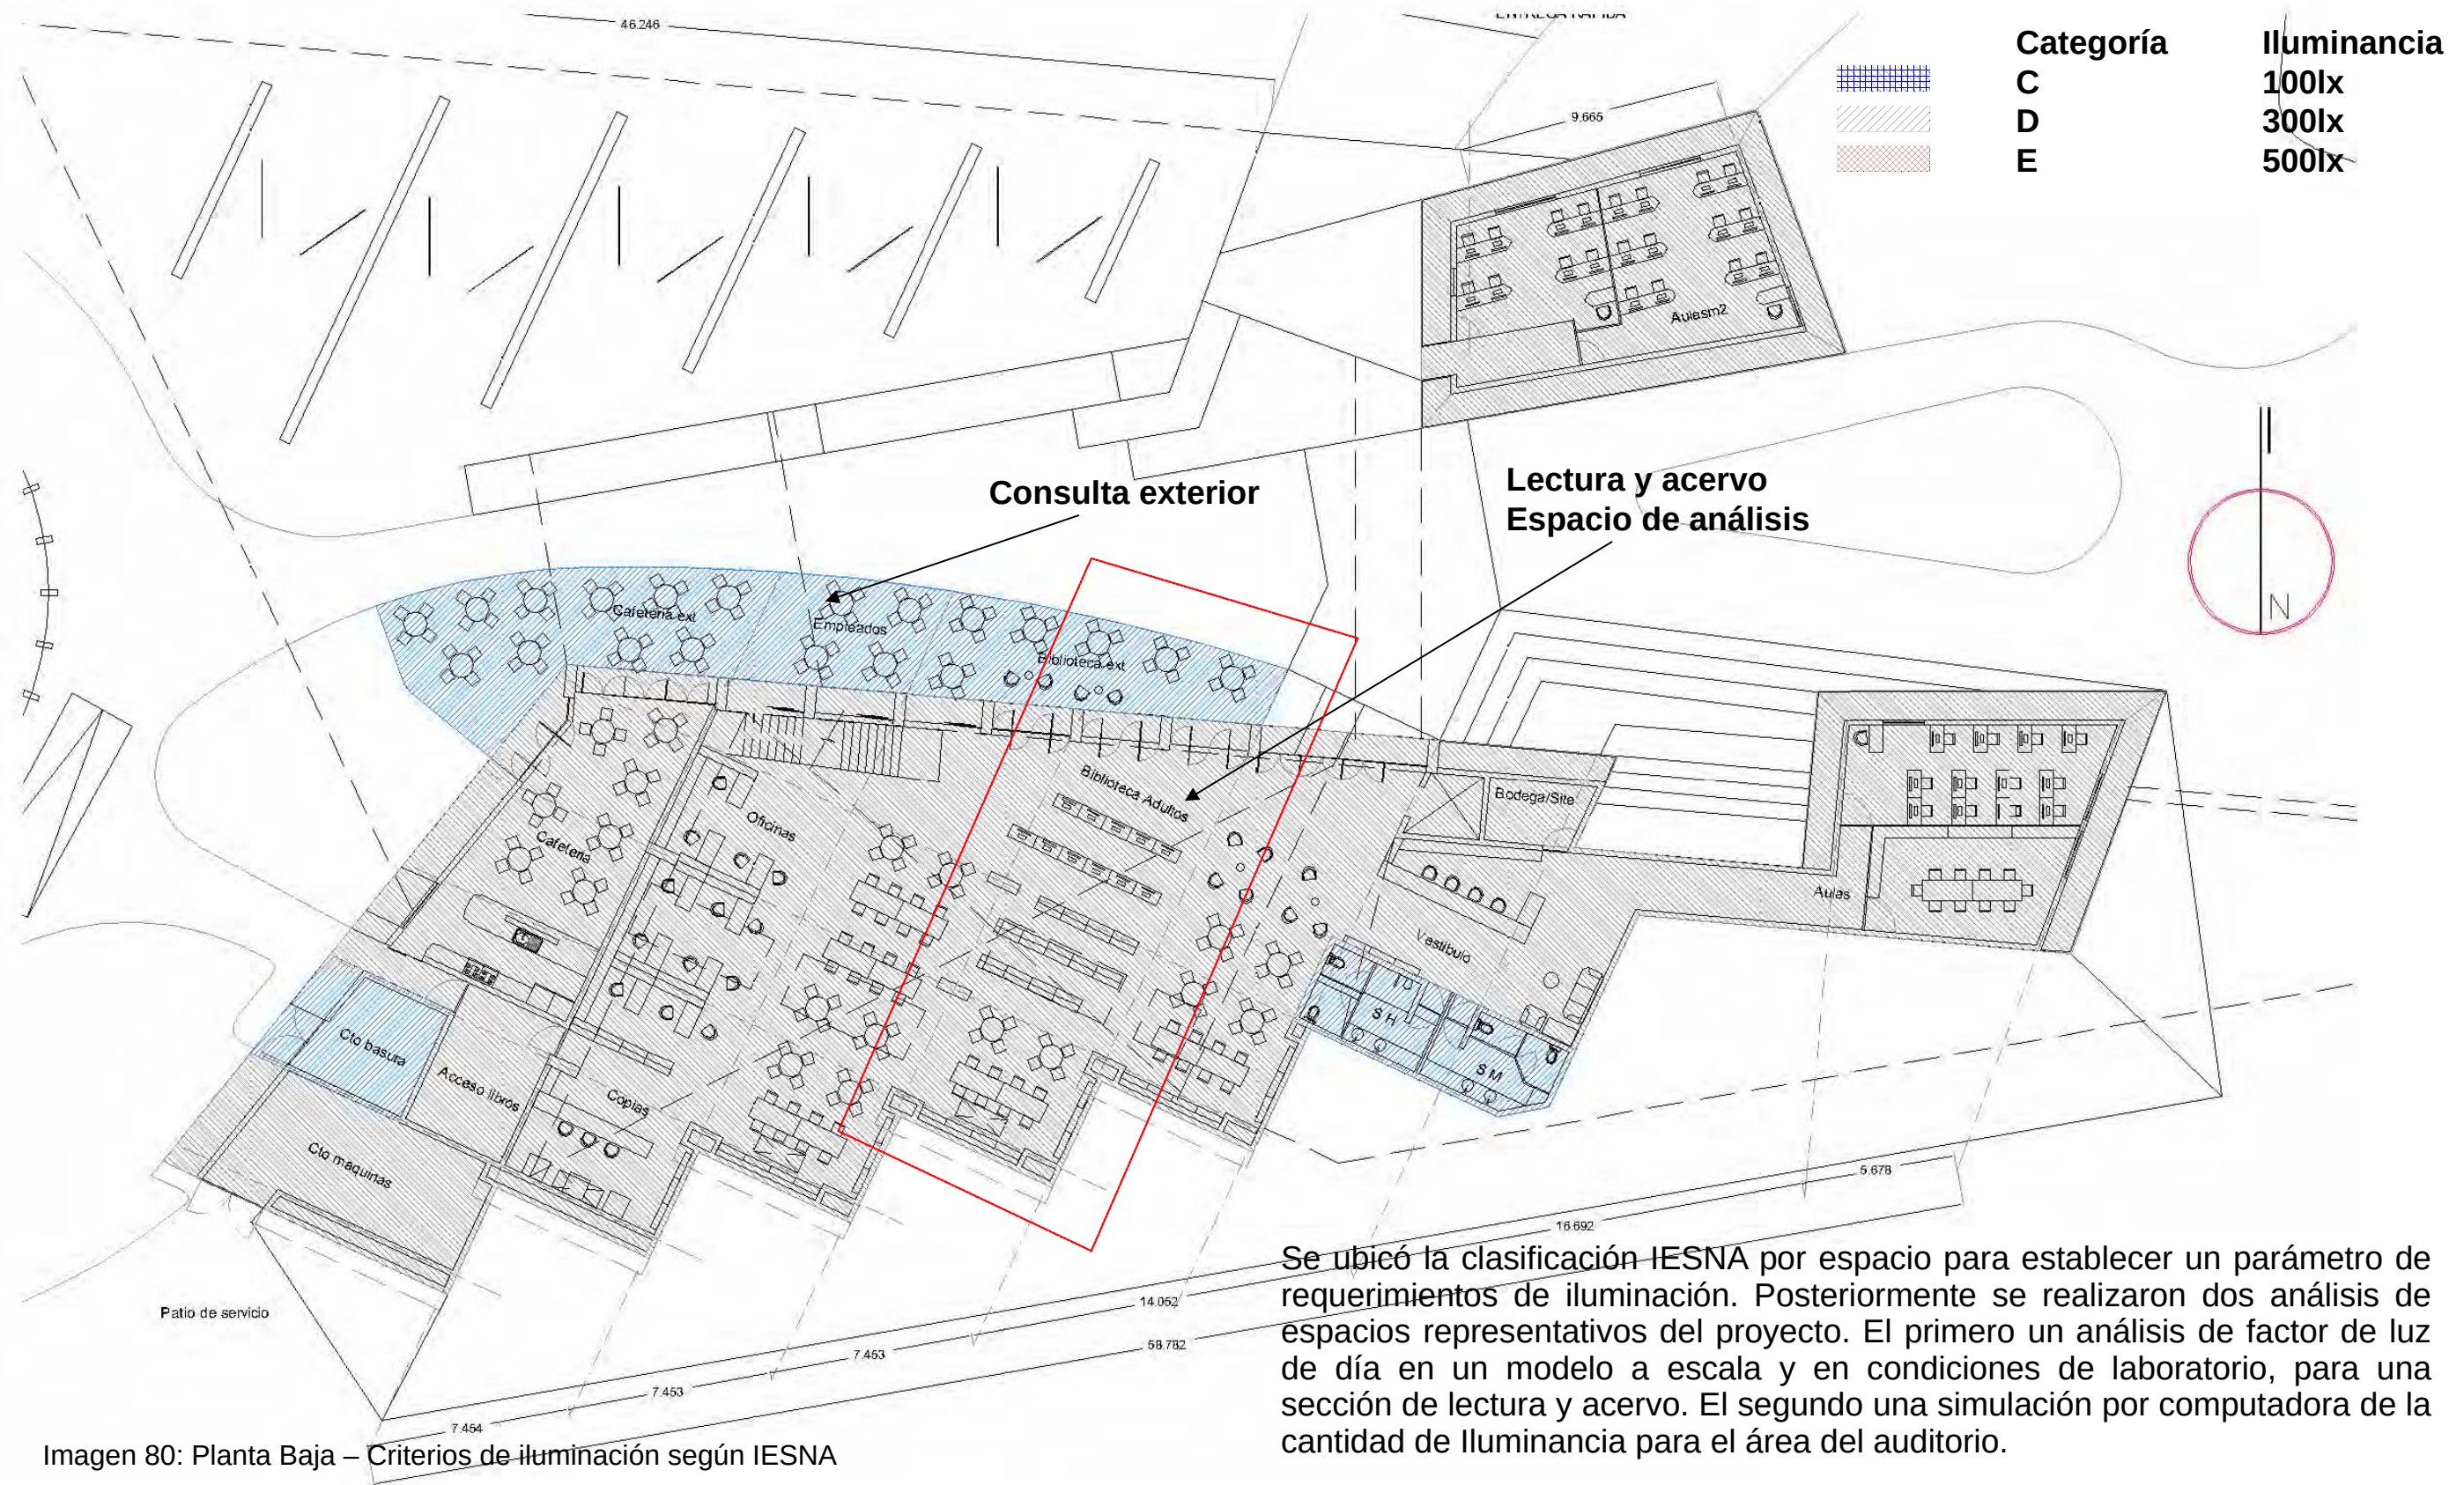 46.246
ENTREGA RAPIDA
Categoría Iluminancia
C 100lx
D 300lx
E 500lx
9.665
Aulasm2
Consulta exterior
Lectura y acervo
Espacio de análisis
N
Cafeteria ext
Empleados
Biblioteca ext
Biblioteca Adultos
Bodega/Site
Oficinas
Cafeteria
Aulas
Vestibulo
S H
S M
Cto basura
Acceso libros
Copias
Cto maquinas
5.678
16.692
14.052
58.782
7.453
7.453
7.454
Patio de servicio
Se ubicó la clasificación IESNA por espacio para establecer un parámetro de
requerimientos de iluminación. Posteriormente se realizaron dos análisis de
espacios representativos del proyecto. El primero un análisis de factor de luz
de día en un modelo a escala y en condiciones de laboratorio, para una
sección de lectura y acervo. El segundo una simulación por computadora de la
cantidad de Iluminancia para el área del auditorio.
Imagen 80: Planta Baja – Criterios de iluminación según IESNA